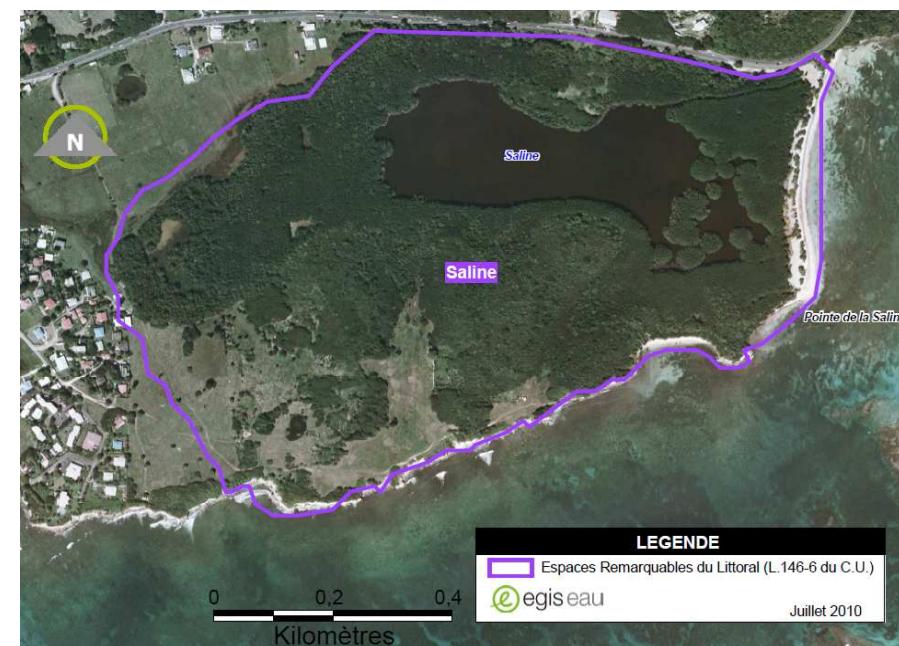 N
Saline
Saline
Pointe de la Salin
LEGENDE
Espaces Remarquables du Littoral (L.146-6 du C.U.)
egis eau
Juillet 2010
0 0,2 0,4
Kilomètres